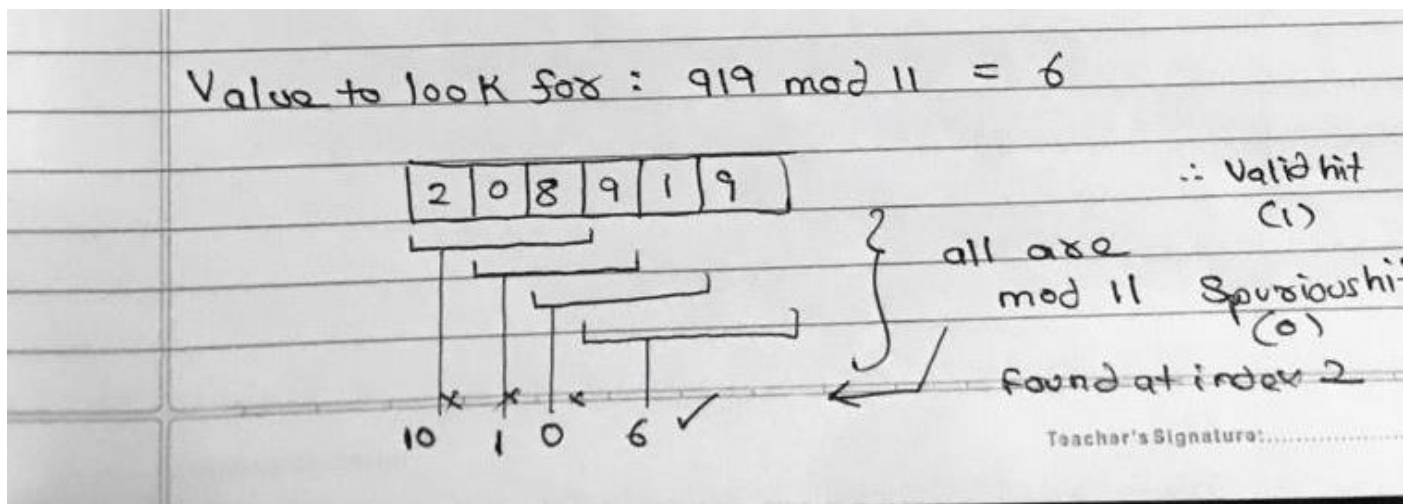 Value to look for : 919 mod 11 = 6
2 0 8 9 1 9
∴ Valid hit
(1)
all are
mod 11 Spurious hit
(0)
found at index 2
10 1 0 6 ✓
Teacher's Signature: